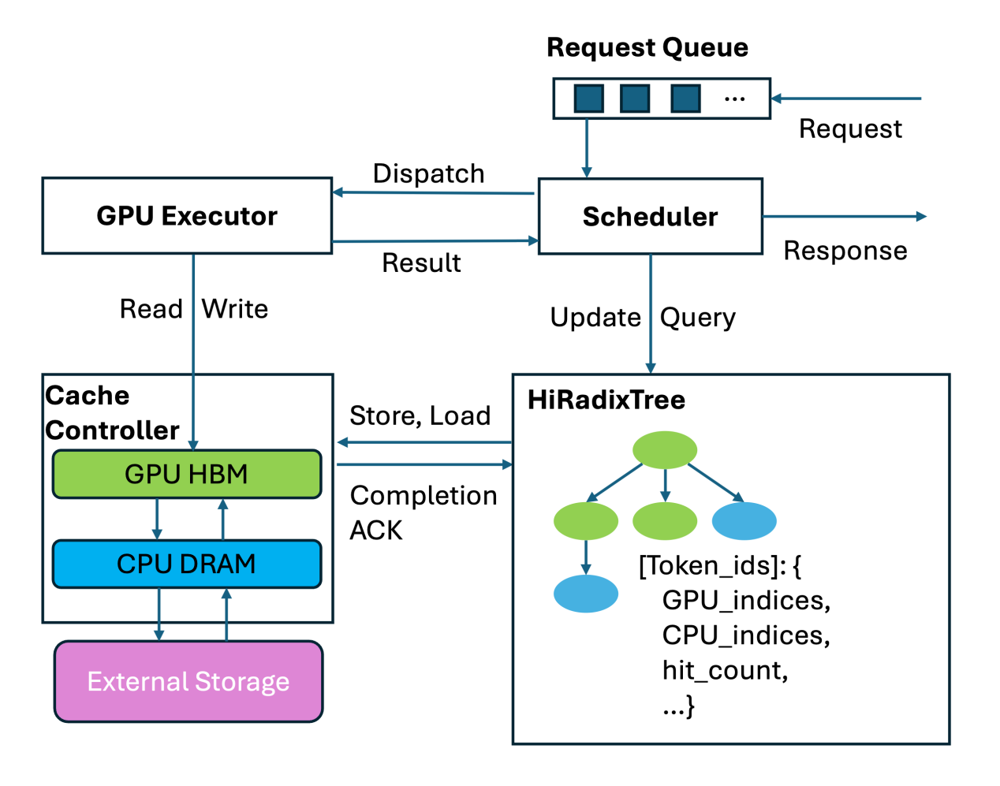 Request Queue
...
Request
Dispatch
GPU Executor
Scheduler
Result
Response
Read Write
Update Query
Cache
Controller
GPU HBM
CPU DRAM
External Storage
Store, Load
Completion
ACK
HiRadixTree
[Token_ids]: {
GPU_indices,
CPU_indices,
hit_count,
...}